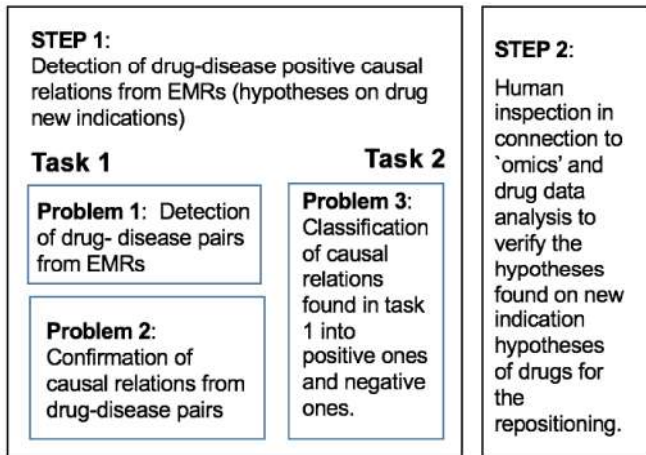 STEP 1:
Detection of drug-disease positive causal
relations from EMRs (hypotheses on drug
new indications)
Task 1
Problem 1: Detection
of drug- disease pairs
from EMRs
Problem 2:
Confirmation of
causal relations from
drug-disease pairs
Task 2
Problem 3:
Classification
of causal
relations
found in task
1 into
positive ones
and negative
ones.
STEP 2:
Human
inspection in
connection to
`omics' and
drug data
analysis to
verify the
hypotheses
found on new
indication
hypotheses
of drugs for
the
repositioning.